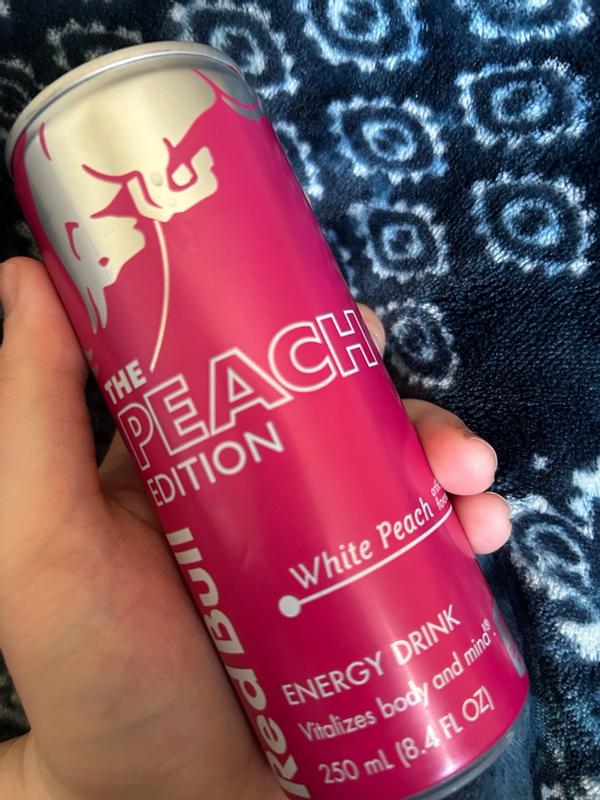 THE
PEACH
EDITION
White Peach
Red Bull
ENERGY DRINK
Vitalizes body and mind®.
250 mL (8.4 FL OZ)